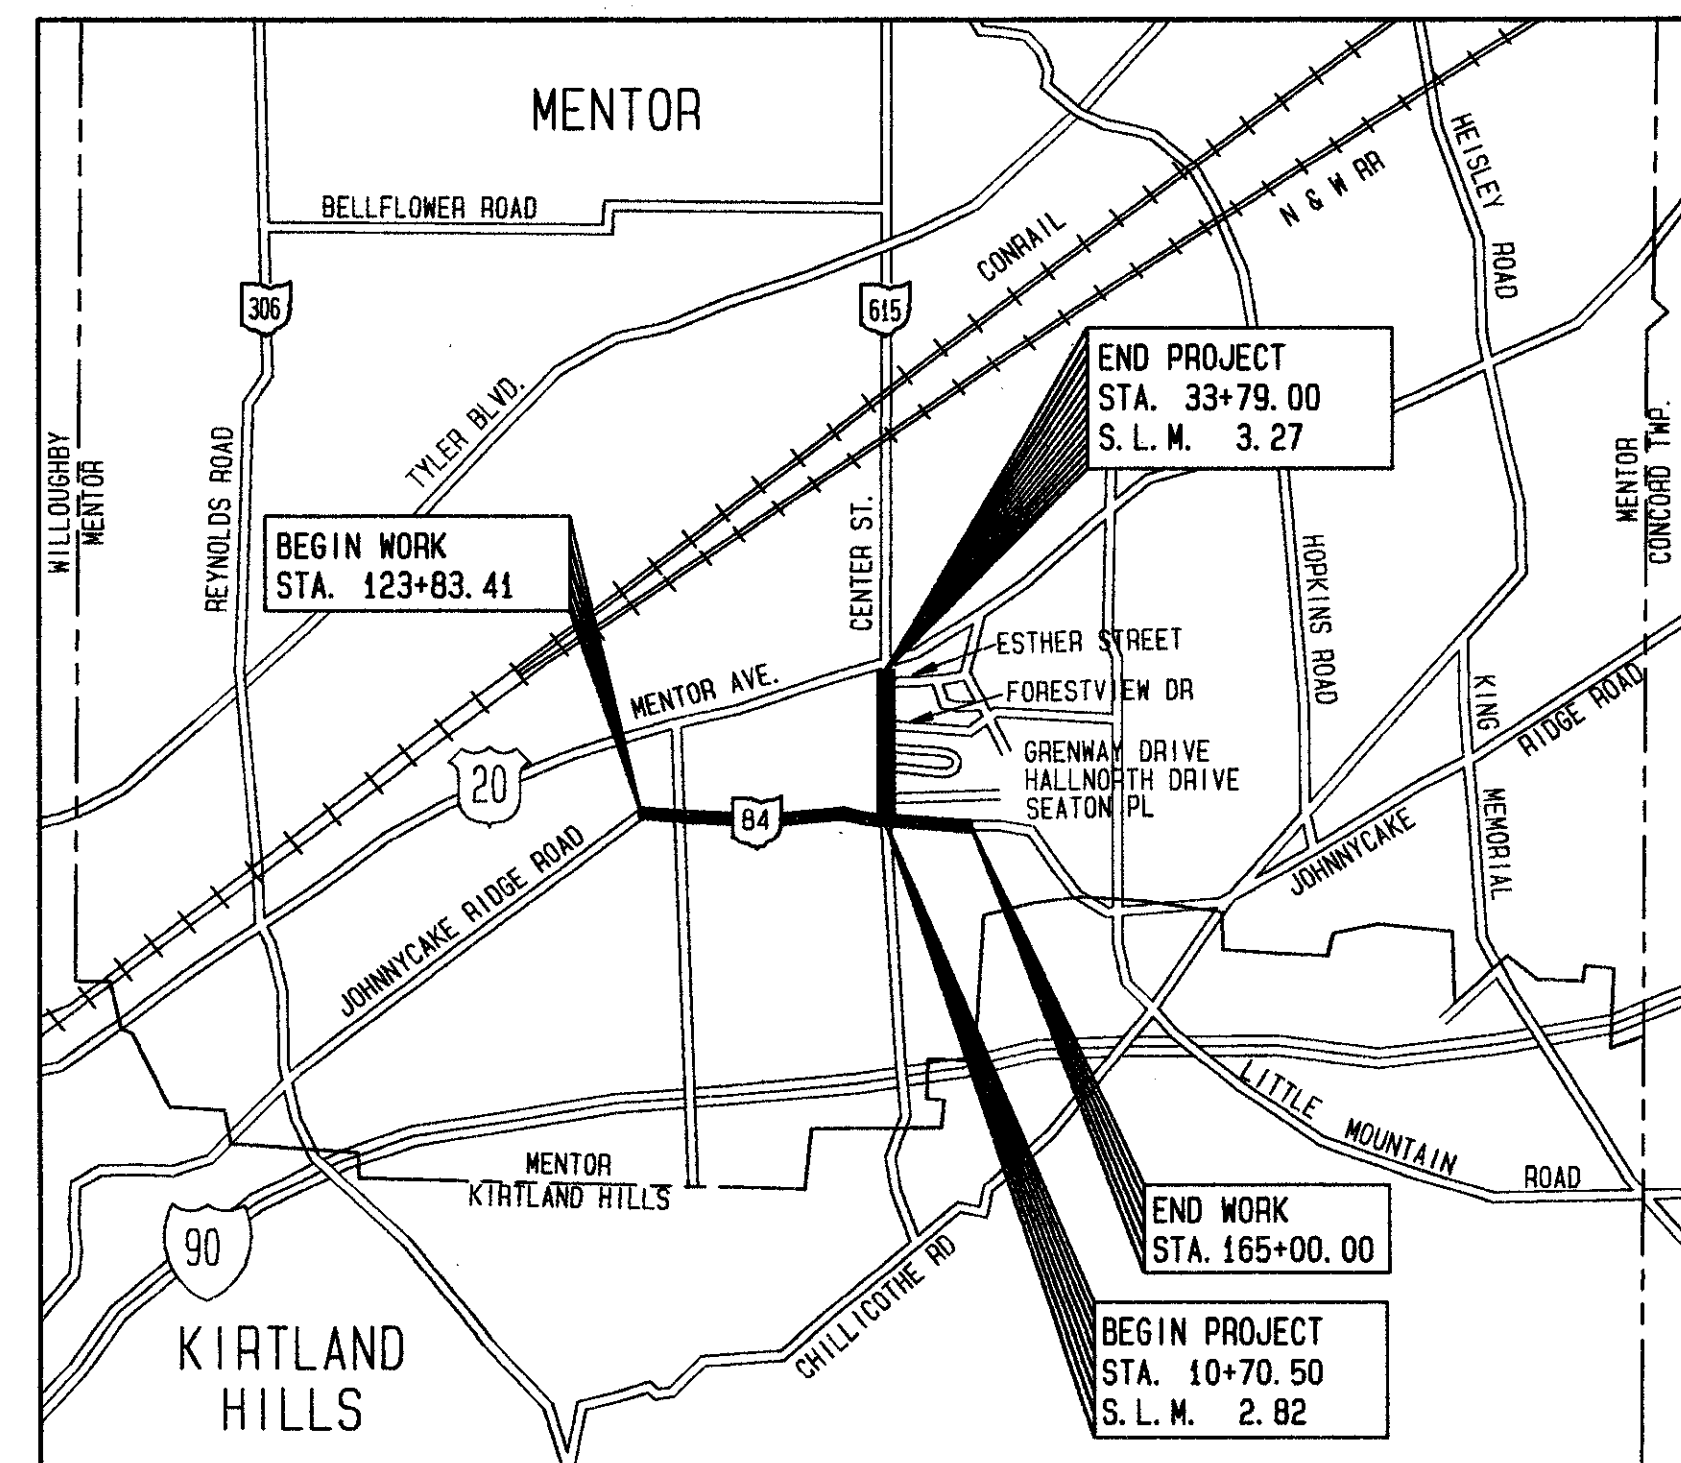 MENTOR
BELLFLOWER ROAD
306
615
CONRAIL
N & W RR
HEISLEY ROAD
TYLER BLVD.
REYNOLDS ROAD
WILLOUGHBY
MENTOR
CENTER ST.
END PROJECT
STA. 33+79.00
S.L.M. 3.27
MENTOR
CONCORD TWP.
BEGIN WORK
STA. 123+83.41
HOPKINS ROAD
ESTHER STREET
FORESTVIEW DR
GRENWAY DRIVE
HALLNORTH DRIVE
SEATON PL
MENTOR AVE.
20
84
JOHNNYCAKE RIDGE ROAD
KING MEMORIAL
JOHNNYCAKE RIDGE ROAD
LITTLE MOUNTAIN ROAD
MENTOR
KIRTLAND HILLS
90
CHILLICOTHE RD
END WORK
STA. 165+00.00
BEGIN PROJECT
STA. 10+70.50
S.L.M. 2.82
KIRTLAND
HILLS